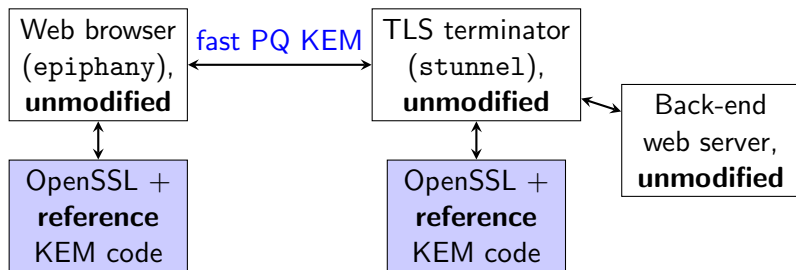 Web browser
(epiphany),
unmodified
fast PQ KEM
TLS terminator
(stunnel),
unmodified
Back-end
web server,
unmodified
OpenSSL +
reference
KEM code
OpenSSL +
reference
KEM code